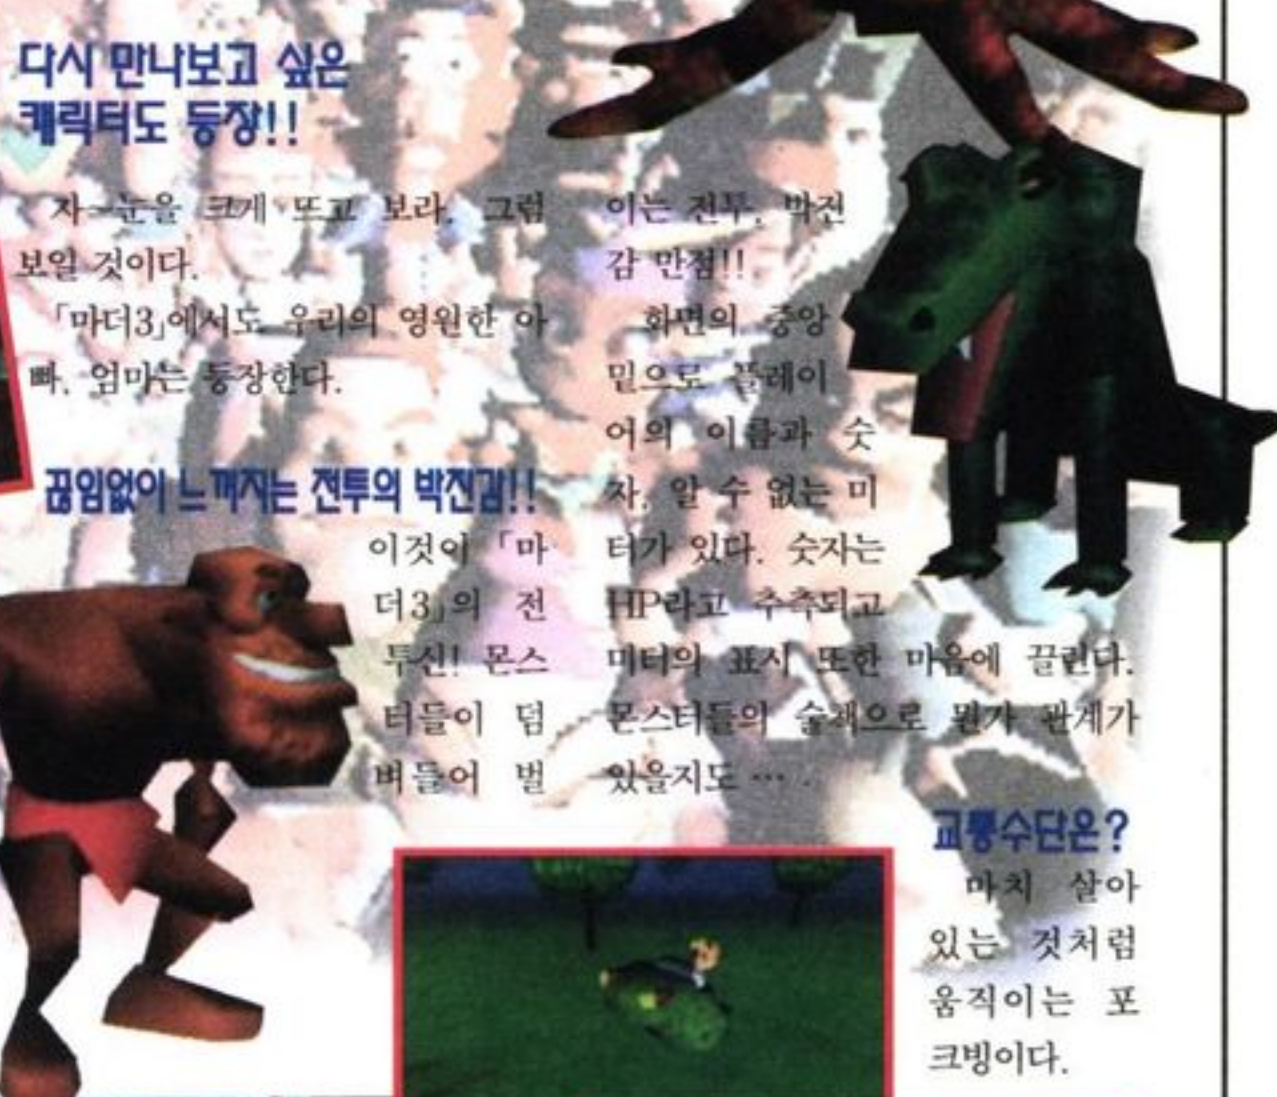 다시 만나보고 싶은
캐릭터도 등장!!
자—눈을 크게 뜨고 보라. 그럼
보일 것이다.
「마더3」에서도 우리의 영원한 아
빠, 엄마는 등장한다.
끊임없이 느껴지는 전투의 박진감!!
이것이 「마
더3」의 전
투신! 몬스
터들이 덤
벼들어 벌
이는 전투. 박진
감 만점!!
화면의 중앙
밑으로 플레이
어의 이름과 숫
자, 알 수 없는 미
터가 있다. 숫자는
HP라고 추측되고
미터의 표시 또한 마음에 끌린다.
몬스터들의 술책으로 뭔가 관계가
있을지도 ….
교통수단은?
마치 살아
있는 것처럼
움직이는 포
크빙이다.